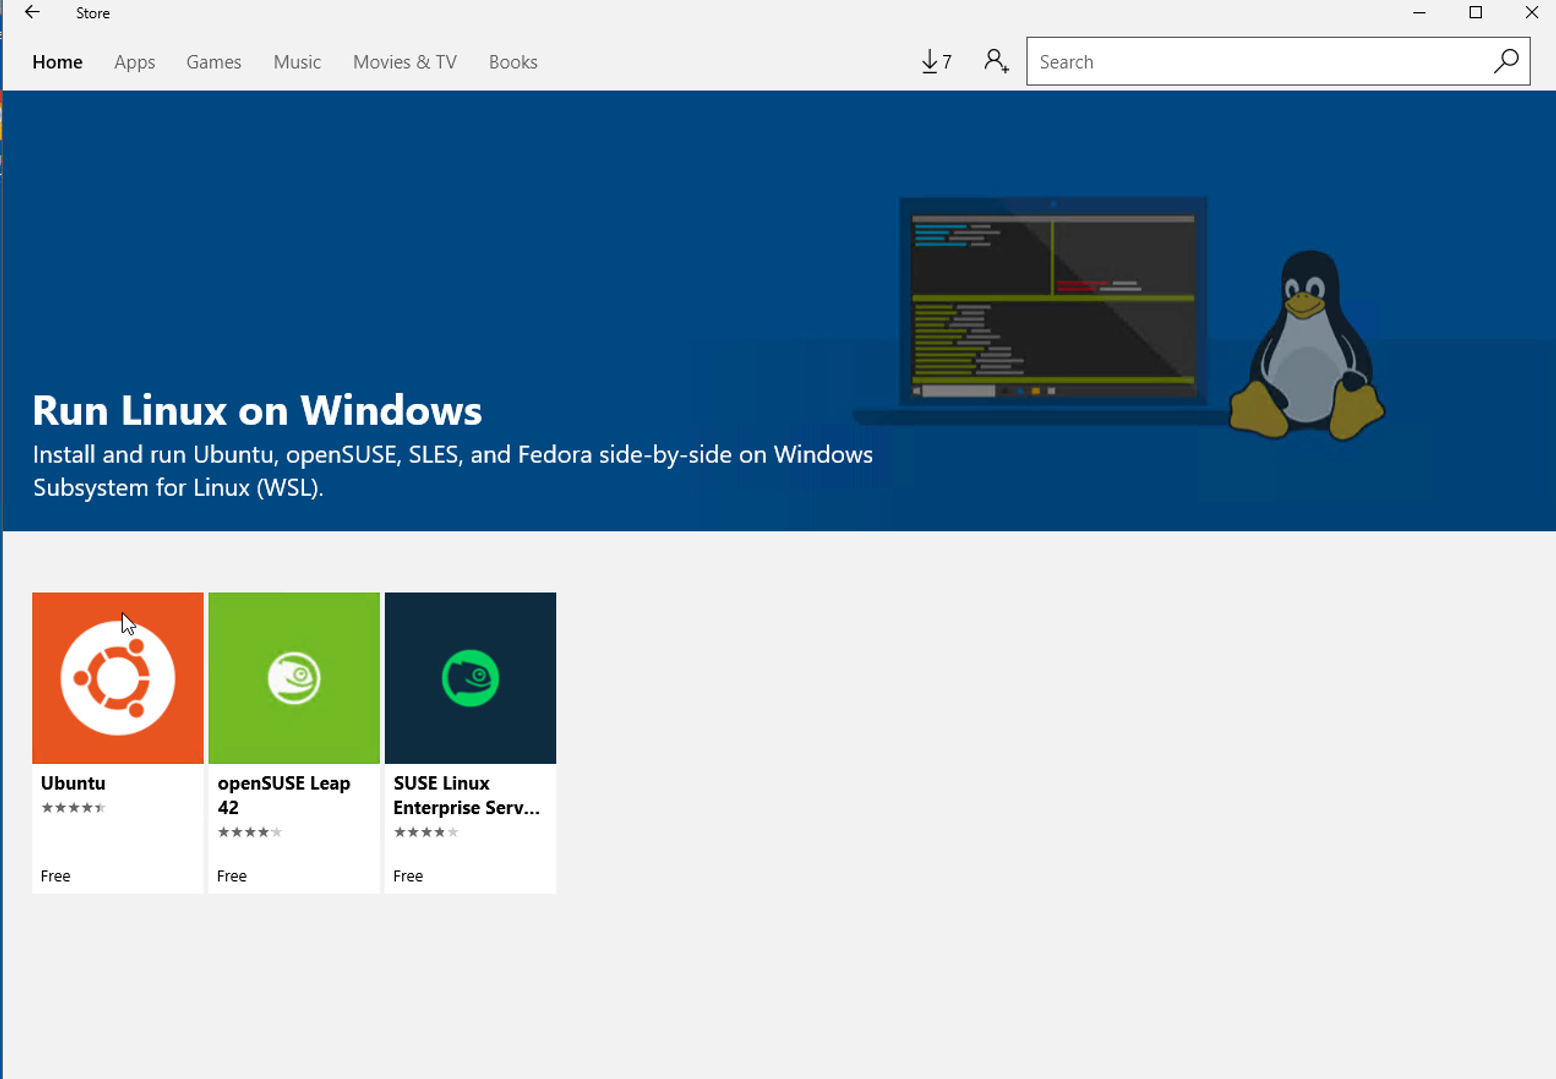 Store
Home Apps Games Music Movies & TV Books 7 Search
Run Linux on Windows
Install and run Ubuntu, openSUSE, SLES, and Fedora side-by-side on Windows
Subsystem for Linux (WSL).
Ubuntu
Free
openSUSE Leap
42
Free
SUSE Linux
Enterprise Serv...
Free